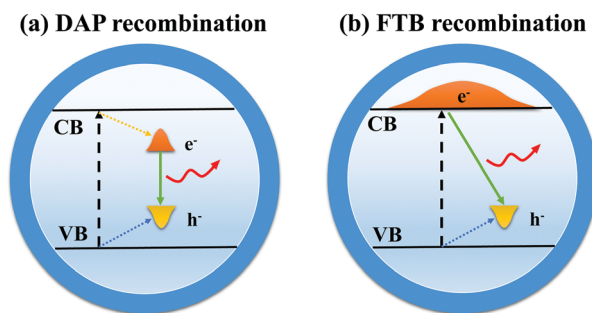 (a) DAP recombination
(b) FTB recombination
CB
e-
h-
VB
e-
CB
h-
VB